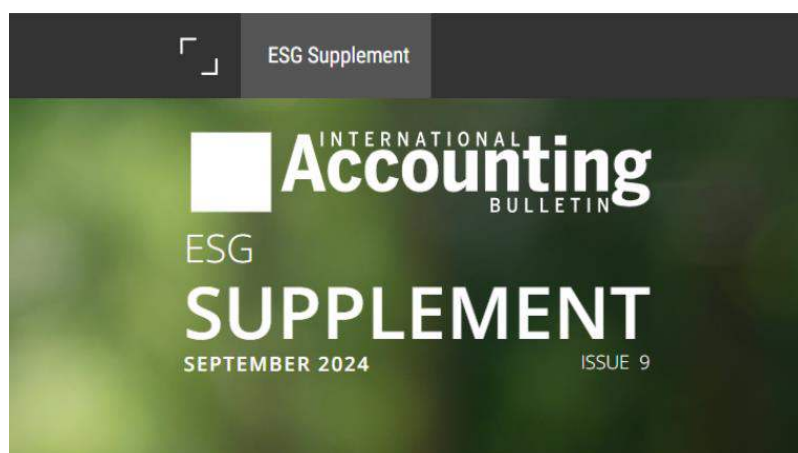 ESG Supplement
INTERNATIONAL
Accounting
BULLETIN
ESG
SUPPLEMENT
SEPTEMBER 2024 ISSUE 9